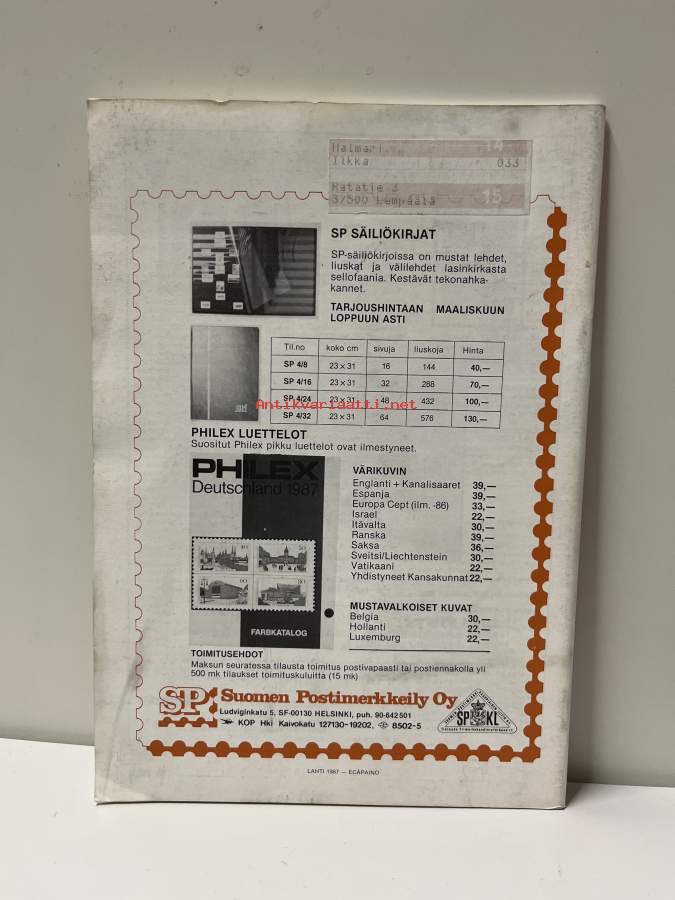 Halmari 14
Ilkka 033
Ratatie 3 15
37500 Lempäälä
SP SÄILIÖKIRJAT
SP-säiliökirjoissa on mustat lehdet,
liuskat ja välilehdet lasinkirkasta
sellofaania. Kestävät tekonahka-
kannet.
TARJOUSHINTAAN MAALISKUUN
LOPPUUN ASTI
Til.no koko cm sivuja liuskoja Hinta
SP 4/8 23 x 31 16 144 40,—
SP 4/16 23 x 31 32 288 70,—
SP 4/24 23 x 31 48 432 100,—
SP 4/32 23 x 31 64 576 130,—
Antikvariaatti.net
PHILEX LUETTELOT
Suositut Philex pikku luettelot ovat ilmestyneet.
PHILEX
Deutschland 1987
FARBKATALOG
VÄRIKUVIN
Englanti + Kanalisaaret 39,—
Espanja 39,—
Europa Cept (ilm. -86) 33,—
Israel 22,—
Itävalta 30,—
Ranska 39,—
Saksa 36,—
Sveitsi/Liechtenstein 30,—
Vatikaani 22,—
Yhdistyneet Kansakunnat 22,—
MUSTAVALKOISET KUVAT
Belgia 30,—
Hollanti 22,—
Luxemburg 22,—
TOIMITUSEHDOT
Maksun seuratessa tilausta toimitus postivapaasti tai postiennakolla yli
500 mk tilaukset toimituskuluitta (15 mk)
SP Suomen Postimerkkeily Oy
Ludviginkatu 5, SF-00130 HELSINKI, puh. 90-642 501
KOP Hki Kaivokatu 127130-19202, 8502-5
SP KL
LAHTI 1987 — ECAPAINO